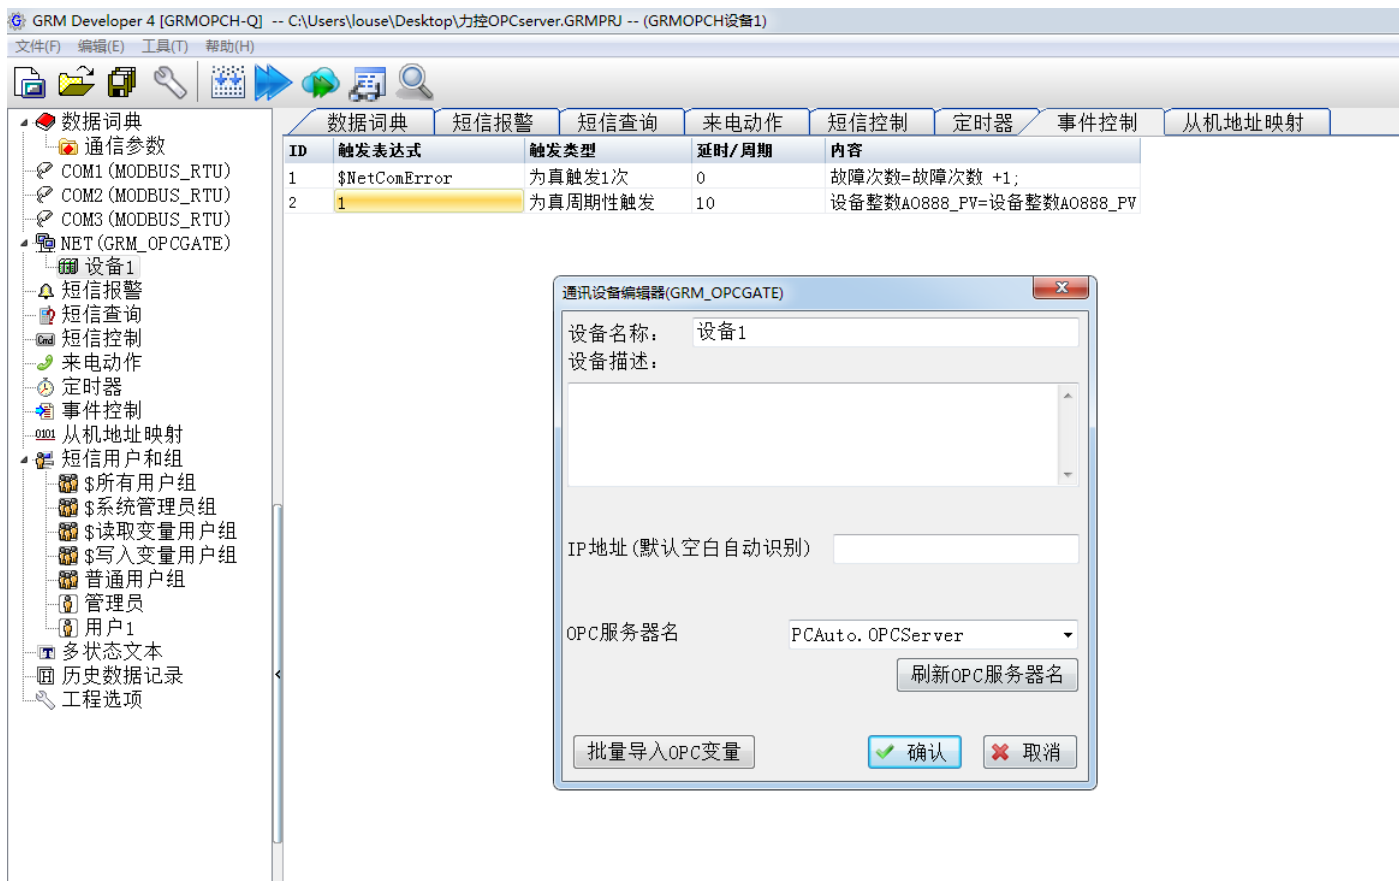 GRM Developer 4 [GRMOPCH-Q] -- C:\Users\louse\Desktop\力控OPCserver.GRMPRJ -- (GRMOPCH设备1)
文件(F) 编辑(E) 工具(T) 帮助(H)
数据词典
通信参数
COM1(MODBUS_RTU)
COM2(MODBUS_RTU)
COM3(MODBUS_RTU)
NET(GRM_OPCGATE)
设备1
短信报警
短信查询
Cmd 短信控制
来电动作
定时器
事件控制
0101 从机地址映射
短信用户和组
$所有用户组
$系统管理员组
$读取变量用户组
$写入变量用户组
普通用户组
管理员
用户1
T 多状态文本
H 历史数据记录
工程选项
数据词典 短信报警 短信查询 来电动作 短信控制 定时器 事件控制 从机地址映射
ID 触发表达式 触发类型 延时/周期 内容
1 $NetComError 为真触发1次 0 故障次数=故障次数 +1;
2 1 为真周期性触发 10 设备整数AO888_PV=设备整数AO888_PV
通讯设备编辑器(GRM_OPCGATE)
设备名称: 设备1
设备描述:
IP地址(默认空白自动识别)
OPC服务器名 PCAuto.OPCServer
刷新OPC服务器名
批量导入OPC变量 确认 取消